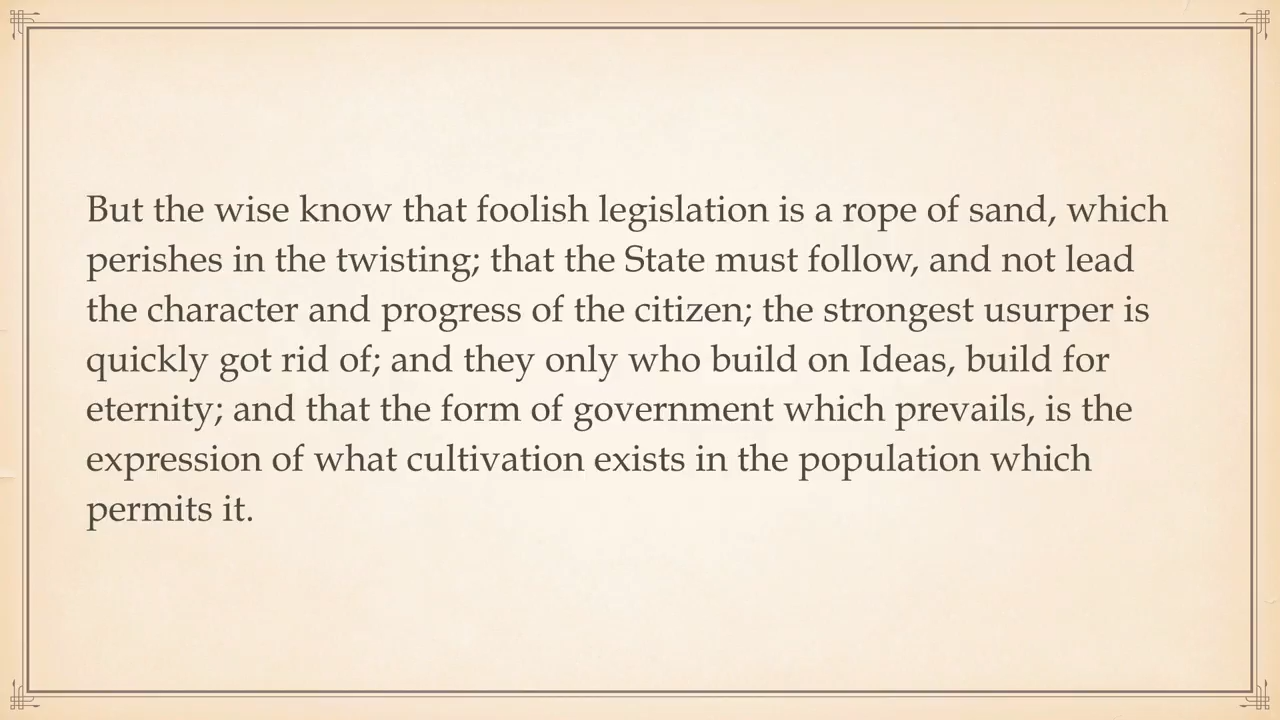 But the wise know that foolish legislation is a rope of sand, which
perishes in the twisting; that the State must follow, and not lead
the character and progress of the citizen; the strongest usurper is
quickly got rid of; and they only who build on Ideas, build for
eternity; and that the form of government which prevails, is the
expression of what cultivation exists in the population which
permits it.